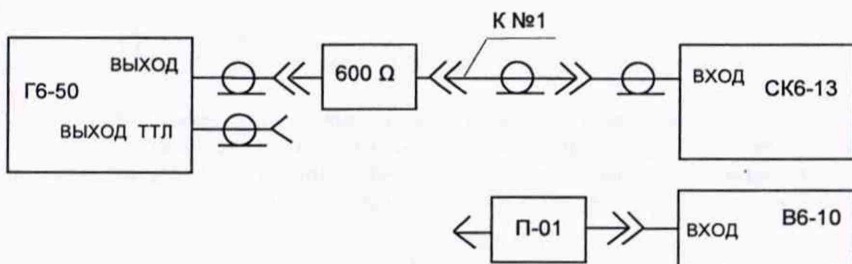 К №1
Г6-50
ВЫХОД
ВЫХОД ТТЛ
600 Ω
ВХОД
СК6-13
П-01
ВХОД
В6-10